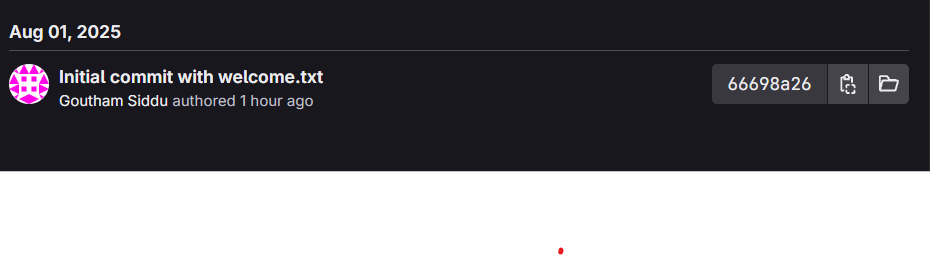 Aug 01, 2025
Initial commit with welcome.txt
66698a26
Goutham Siddu authored 1 hour ago